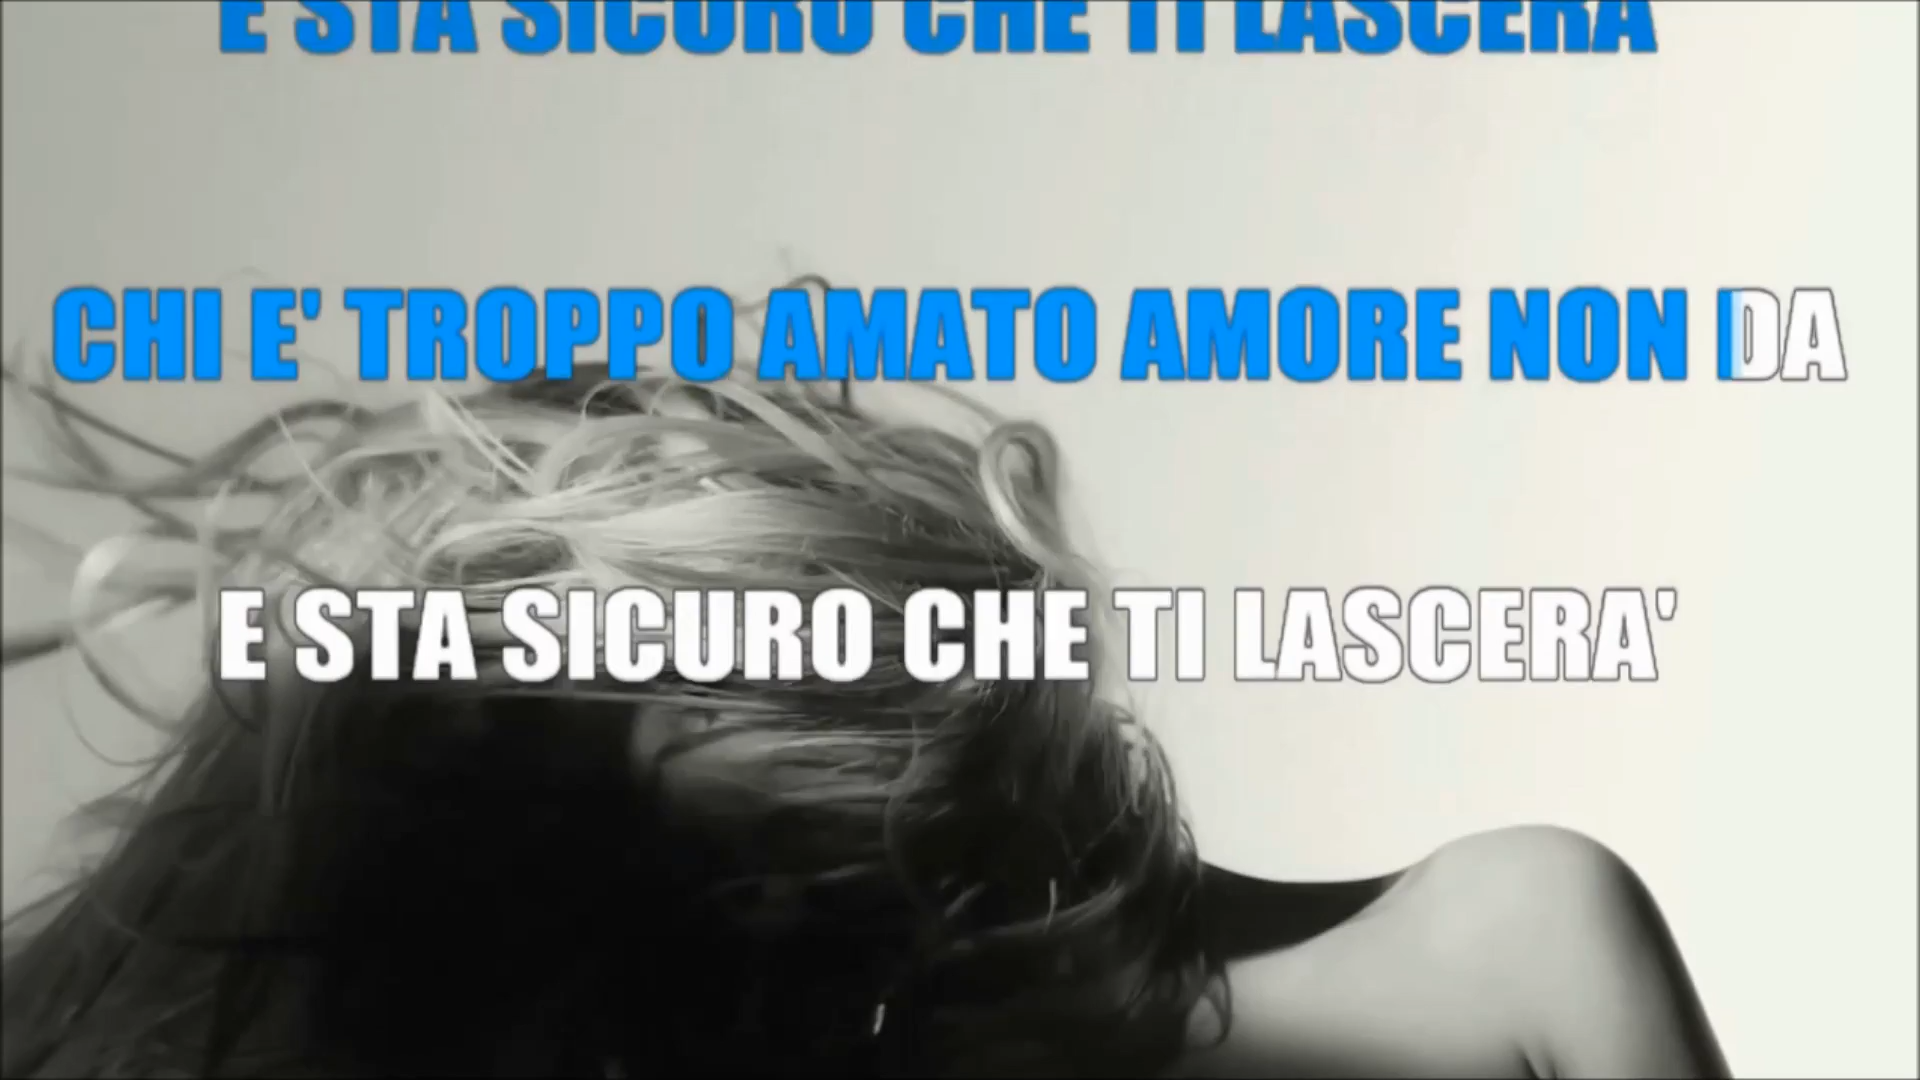 E STA SICURO CHE TI LASCERA
CHI E' TROPPO AMATO AMORE NON DA
E STA SICURO CHE TI LASCERA'